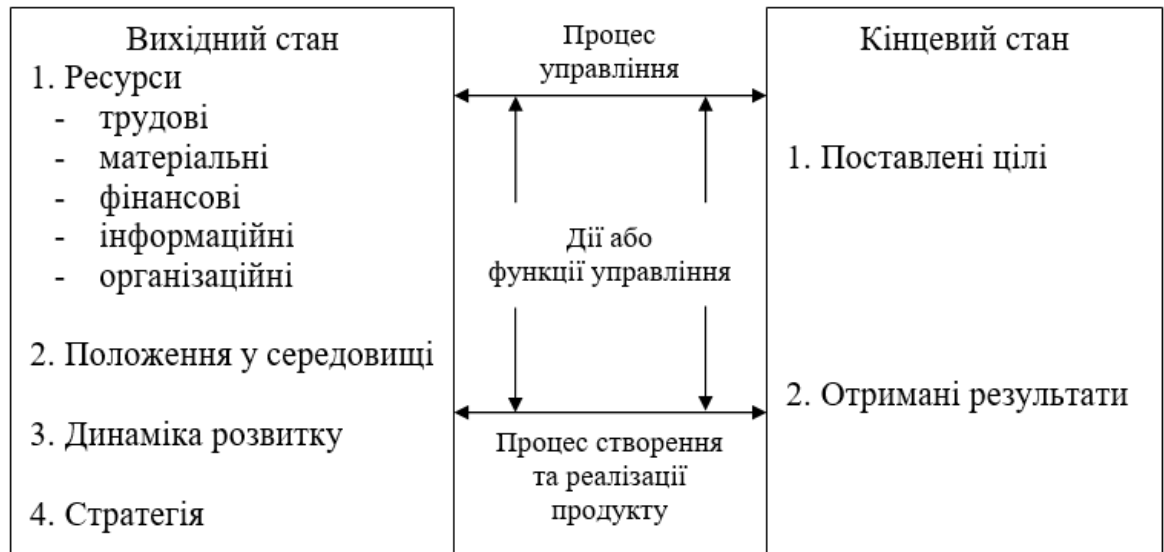 Вихідний стан
1. Ресурси
- трудові
- матеріальні
- фінансові
- інформаційні
- організаційні
2. Положення у середовищі
3. Динаміка розвитку
4. Стратегія
Процес
управління
Дії або
функції управління
Процес створення
та реалізації
продукту
Кінцевий стан
1. Поставлені цілі
2. Отримані результати